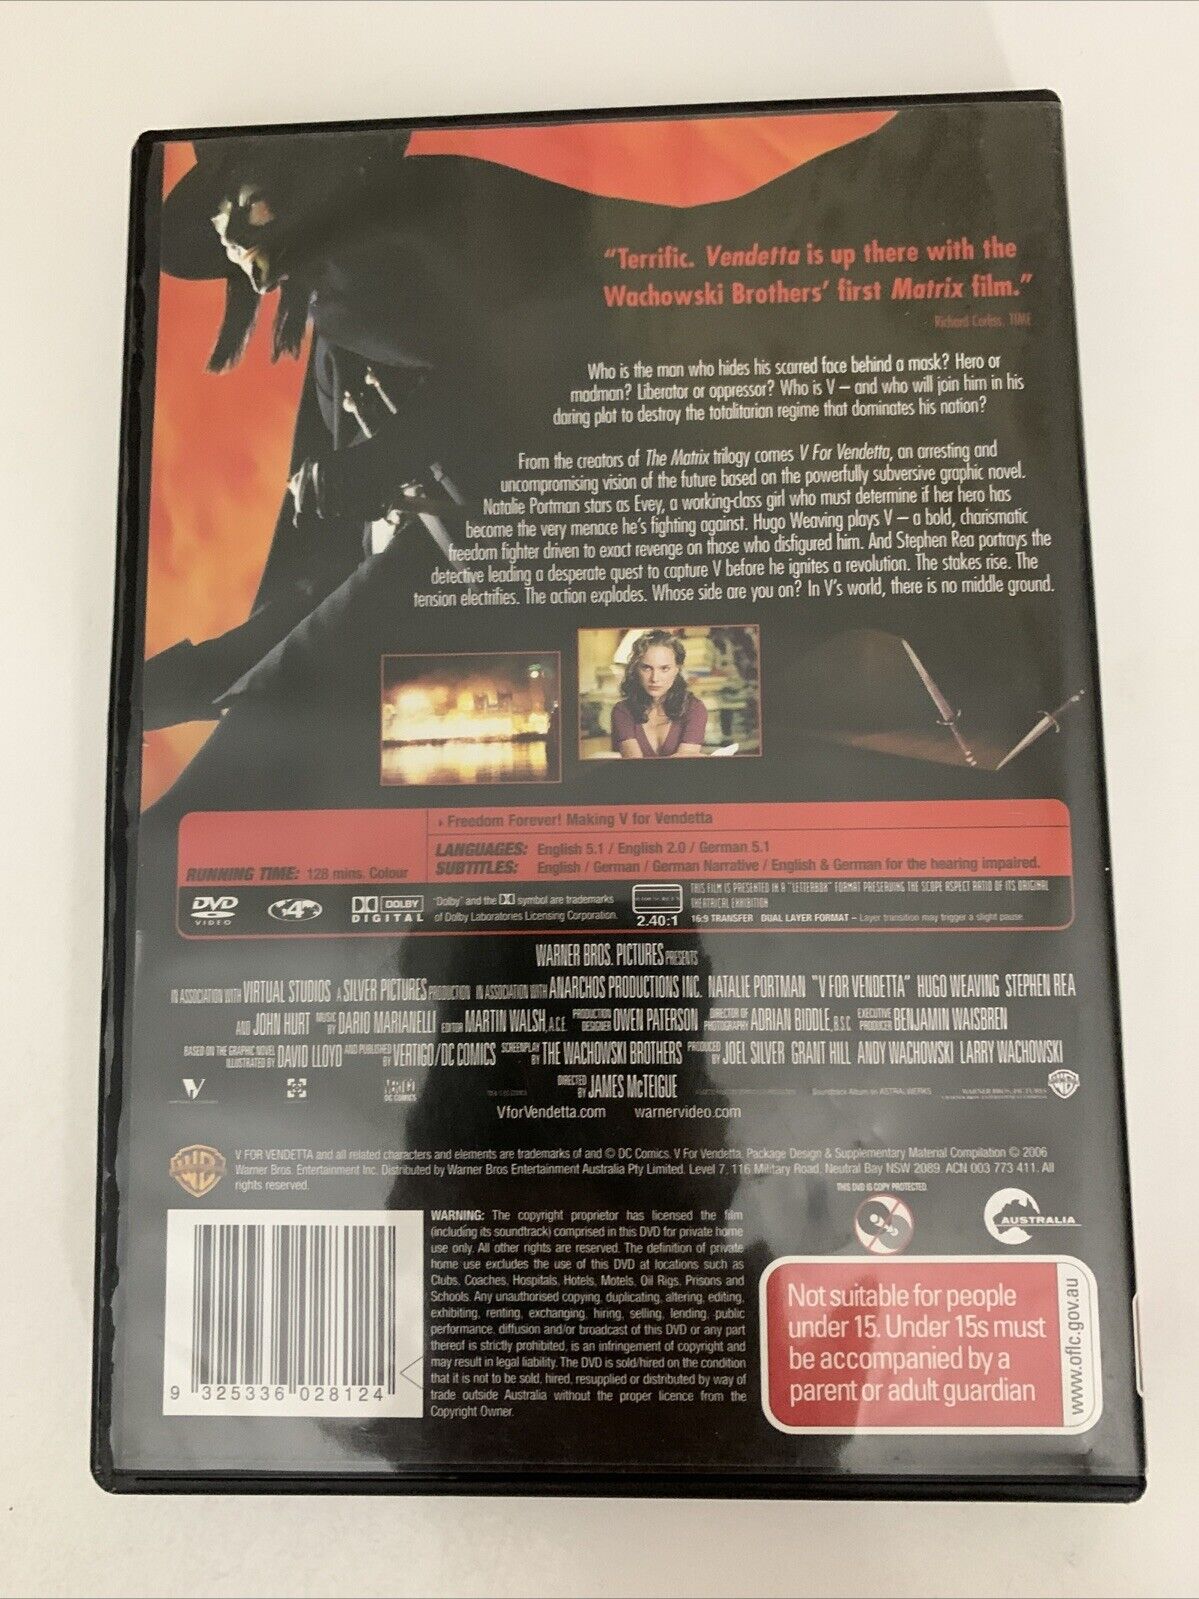 “Terrific. Vendetta is up there with the
Wachowski Brothers’ first Matrix film.”
Richard Corliss, TIME
Who is the man who hides his scarred face behind a mask? Hero or
madman? Liberator or oppressor? Who is V – and who will join him in his
daring plot to destroy the totalitarian regime that dominates his nation?
From the creators of The Matrix trilogy comes V For Vendetta, an arresting and
uncompromising vision of the future based on the powerfully subversive graphic novel.
Natalie Portman stars as Evey, a working-class girl who must determine if her hero has
become the very menace he’s fighting against. Hugo Weaving plays V – a bold, charismatic
freedom fighter driven to exact revenge on those who disfigured him. And Stephen Rea portrays the
detective leading a desperate quest to capture V before he ignites a revolution. The stakes rise. The
tension electrifies. The action explodes. Whose side are you on? In V’s world, there is no middle ground.
Freedom Forever! Making V for Vendetta
LANGUAGES: English 5.1 / English 2.0 / German 5.1
RUNNING TIME: 128 mins. Colour
SUBTITLES: English / German / German Narrative / English & German for the hearing impaired.
DVD VIDEO
4
DOLBY DIGITAL
"Dolby" and the symbol are trademarks
of Dolby Laboratories Licensing Corporation.
2.40:1
THIS FILM IS PRESENTED IN A "LETTERBOX" FORMAT PRESERVING THE SCOPE ASPECT RATIO OF ITS ORIGINAL
THEATRICAL EXHIBITION
16:9 TRANSFER DUAL LAYER FORMAT – Layer transition may trigger a slight pause
WARNER BROS. PICTURES PRESENTS
IN ASSOCIATION WITH VIRTUAL STUDIOS A SILVER PICTURES PRODUCTION IN ASSOCIATION WITH ANARCHOS PRODUCTIONS INC. NATALIE PORTMAN "V FOR VENDETTA" HUGO WEAVING STEPHEN REA
AND JOHN HURT MUSIC BY DARIO MARIANELLI EDITOR MARTIN WALSH, A.C.E. PRODUCTION DESIGNER OWEN PATERSON DIRECTOR OF PHOTOGRAPHY ADRIAN BIDDLE, B.S.C. EXECUTIVE PRODUCER BENJAMIN WAISBREN
BASED ON THE GRAPHIC NOVEL ILLUSTRATED BY DAVID LLOYD AND PUBLISHED BY VERTIGO/DC COMICS SCREENPLAY BY THE WACHOWSKI BROTHERS PRODUCED BY JOEL SILVER GRANT HILL ANDY WACHOWSKI LARRY WACHOWSKI
DIRECTED BY JAMES McTEIGUE
V
VERTIGO
DC COMICS
Soundtrack Album on ASTRALWERKS
WB
VforVendetta.com warnervideo.com
WB
V FOR VENDETTA and all related characters and elements are trademarks of and © DC Comics. V For Vendetta, Package Design & Supplementary Material Compilation © 2006
Warner Bros. Entertainment Inc. Distributed by Warner Bros Entertainment Australia Pty Limited. Level 7, 116 Military Road, Neutral Bay NSW 2089. ACN 003 773 411. All
rights reserved.
THIS DVD IS COPY PROTECTED.
AUSTRALIA
WARNING: The copyright proprietor has licensed the film
(including its soundtrack) comprised in this DVD for private home
use only. All other rights are reserved. The definition of private
home use excludes the use of this DVD at locations such as
Clubs, Coaches, Hospitals, Hotels, Motels, Oil Rigs, Prisons and
Schools. Any unauthorised copying, duplicating, altering, editing,
exhibiting, renting, exchanging, hiring, selling, lending, public
performance, diffusion and/or broadcast of this DVD or any part
thereof is strictly prohibited, is an infringement of copyright and
may result in legal liability. The DVD is sold/hired on the condition
that it is not to be sold, hired, resupplied or distributed by way of
trade outside Australia without the proper licence from the
Copyright Owner.
9 325336 028124
Not suitable for people
under 15. Under 15s must
be accompanied by a
parent or adult guardian
www.oflc.gov.au